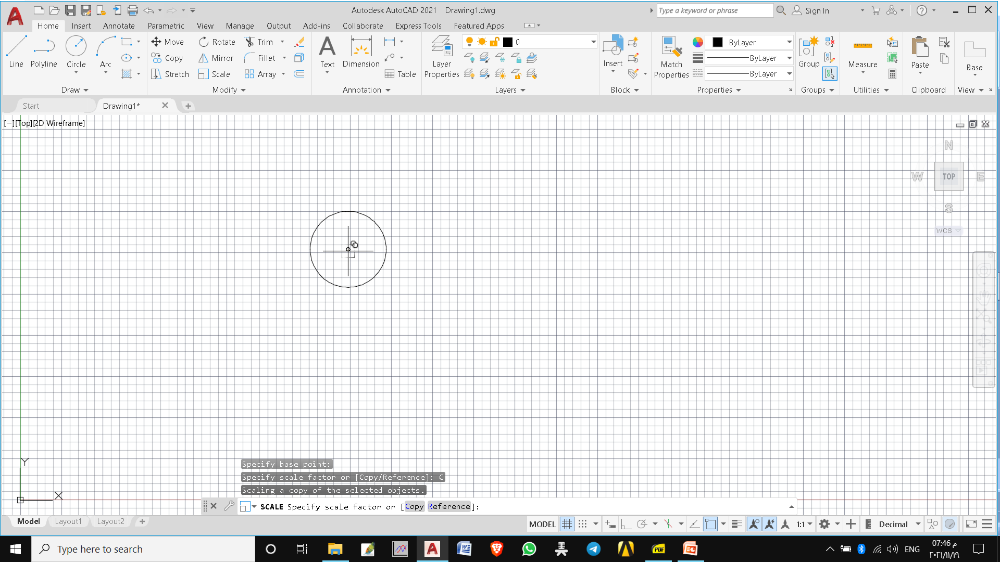 Autodesk AutoCAD 2021 Drawing1.dwg
Type a keyword or phrase
Sign In
Home Insert Annotate Parametric View Manage Output Add-ins Collaborate Express Tools Featured Apps
Line Polyline Circle Arc
Draw
Move Rotate Trim
Copy Mirror Fillet
Stretch Scale Array
Modify
Text Dimension
Table
Annotation
Layer Properties
0
Layers
Insert
Block
Match Properties
ByLayer
ByLayer
ByLayer
Properties
Group
Groups
Measure
Utilities
Paste
Clipboard
Base
View
Start Drawing1*
[−][Top][2D Wireframe]
N
W TOP E
S
WCS
Y
X
Specify base point:
Specify scale factor or [Copy/Reference]: C
Scaling a copy of the selected objects.
SCALE Specify scale factor or [Copy Reference]:
Model Layout1 Layout2
MODEL 1:1 Decimal
Type here to search
PDF
ENG
07:46 م
٢٠٢١/١١/١٩